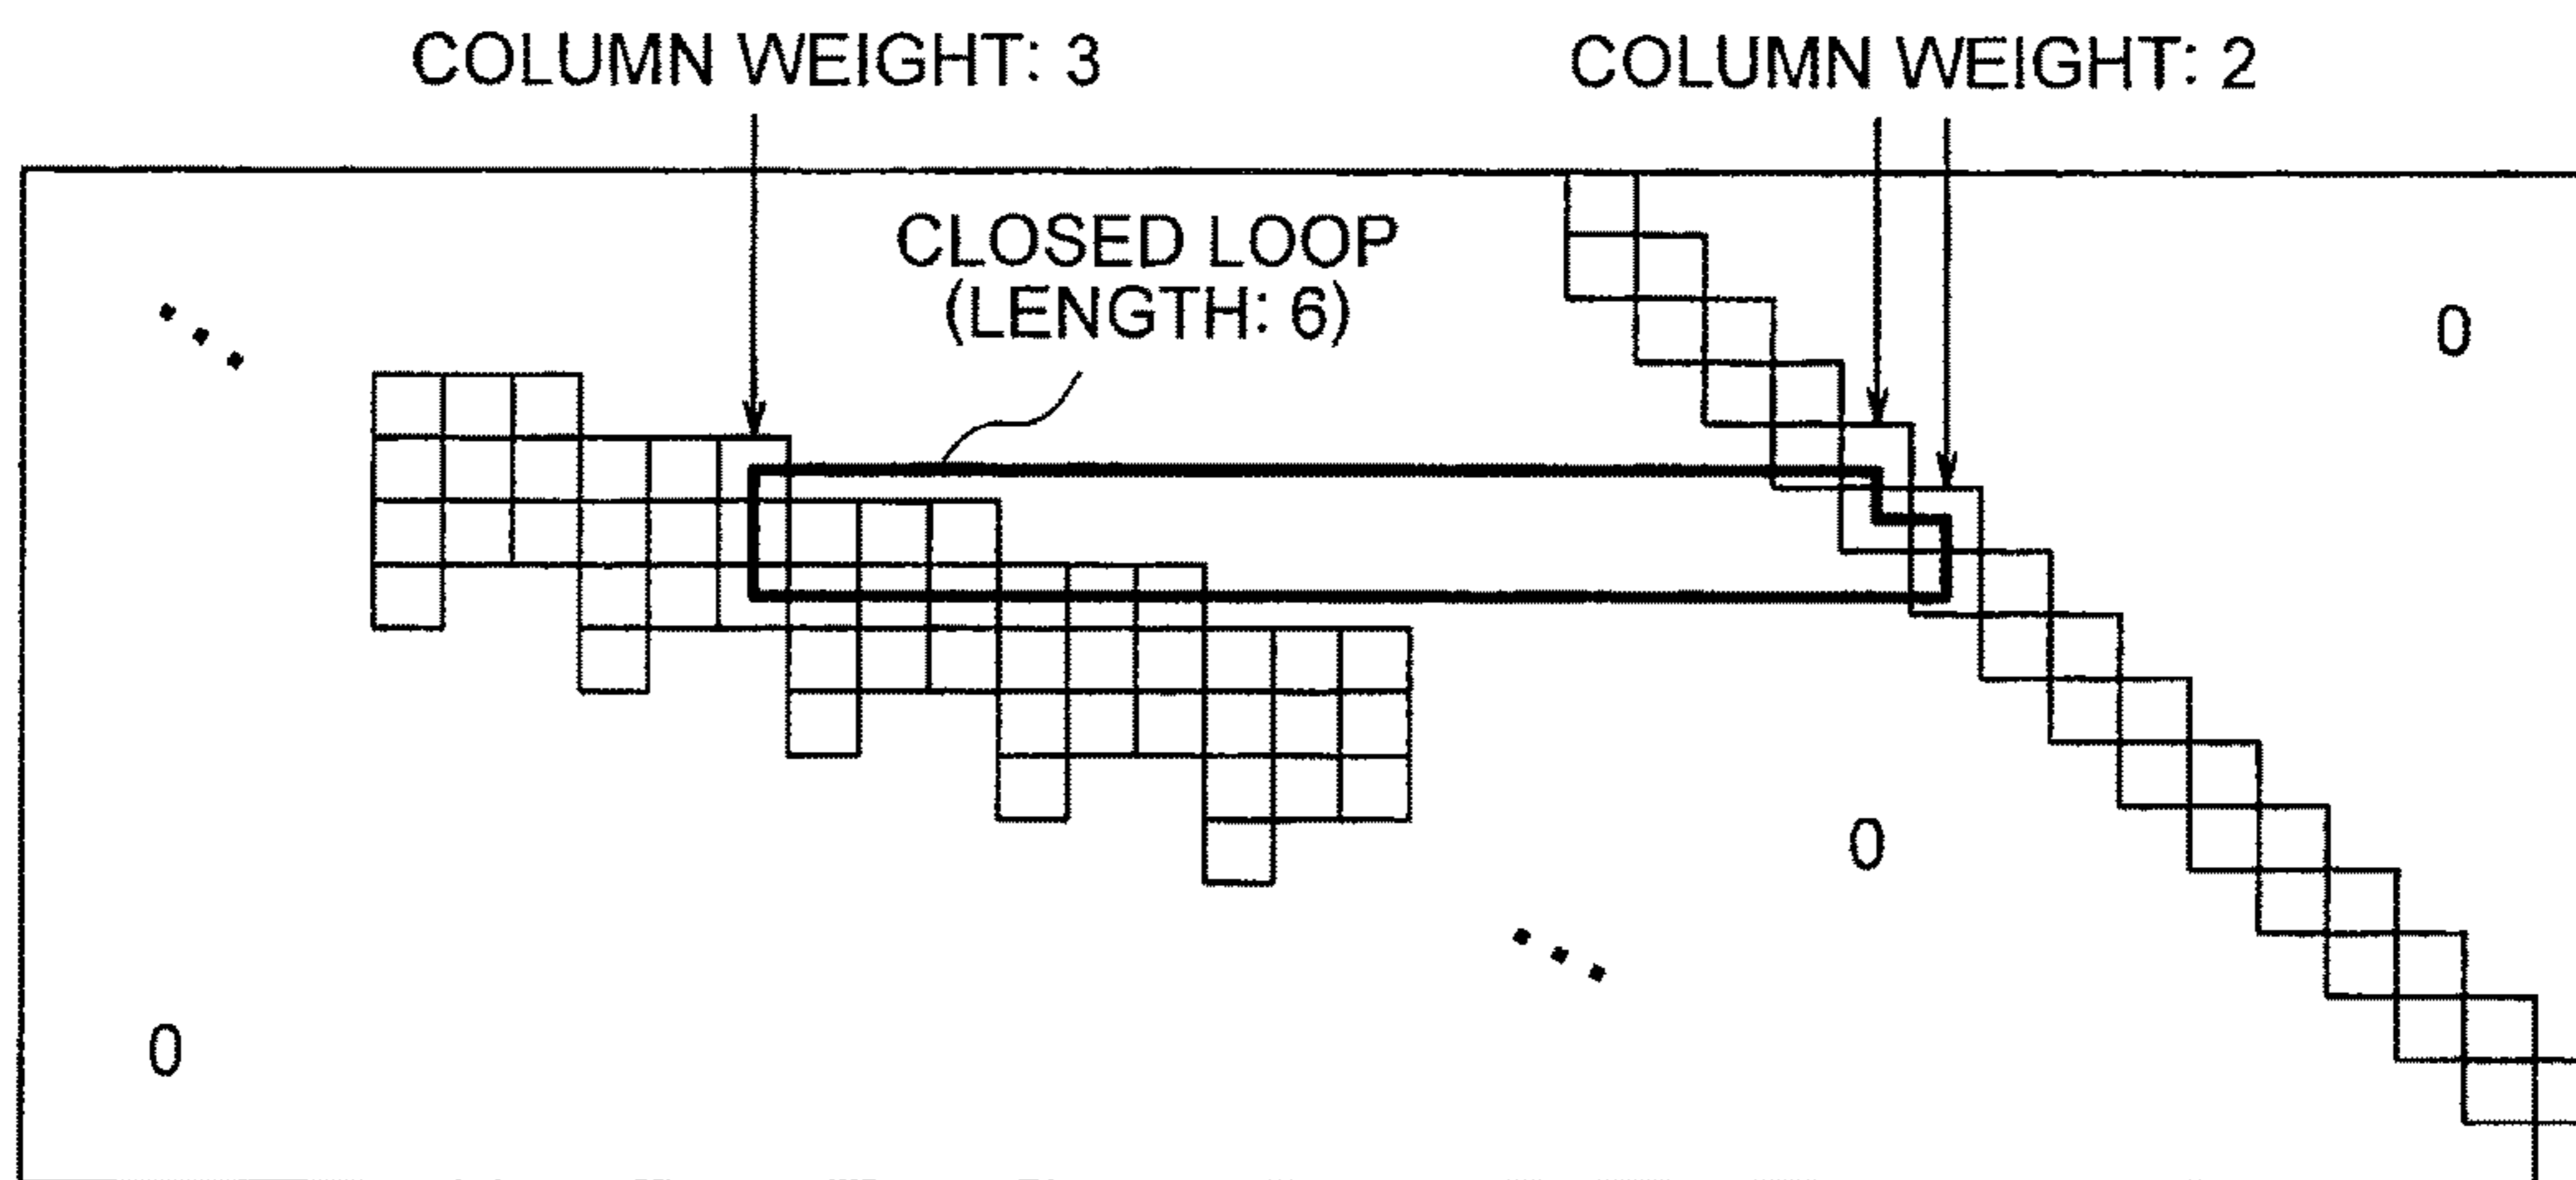 COLUMN WEIGHT: 3
COLUMN WEIGHT: 2
CLOSED LOOP
(LENGTH: 6)
0
0
0